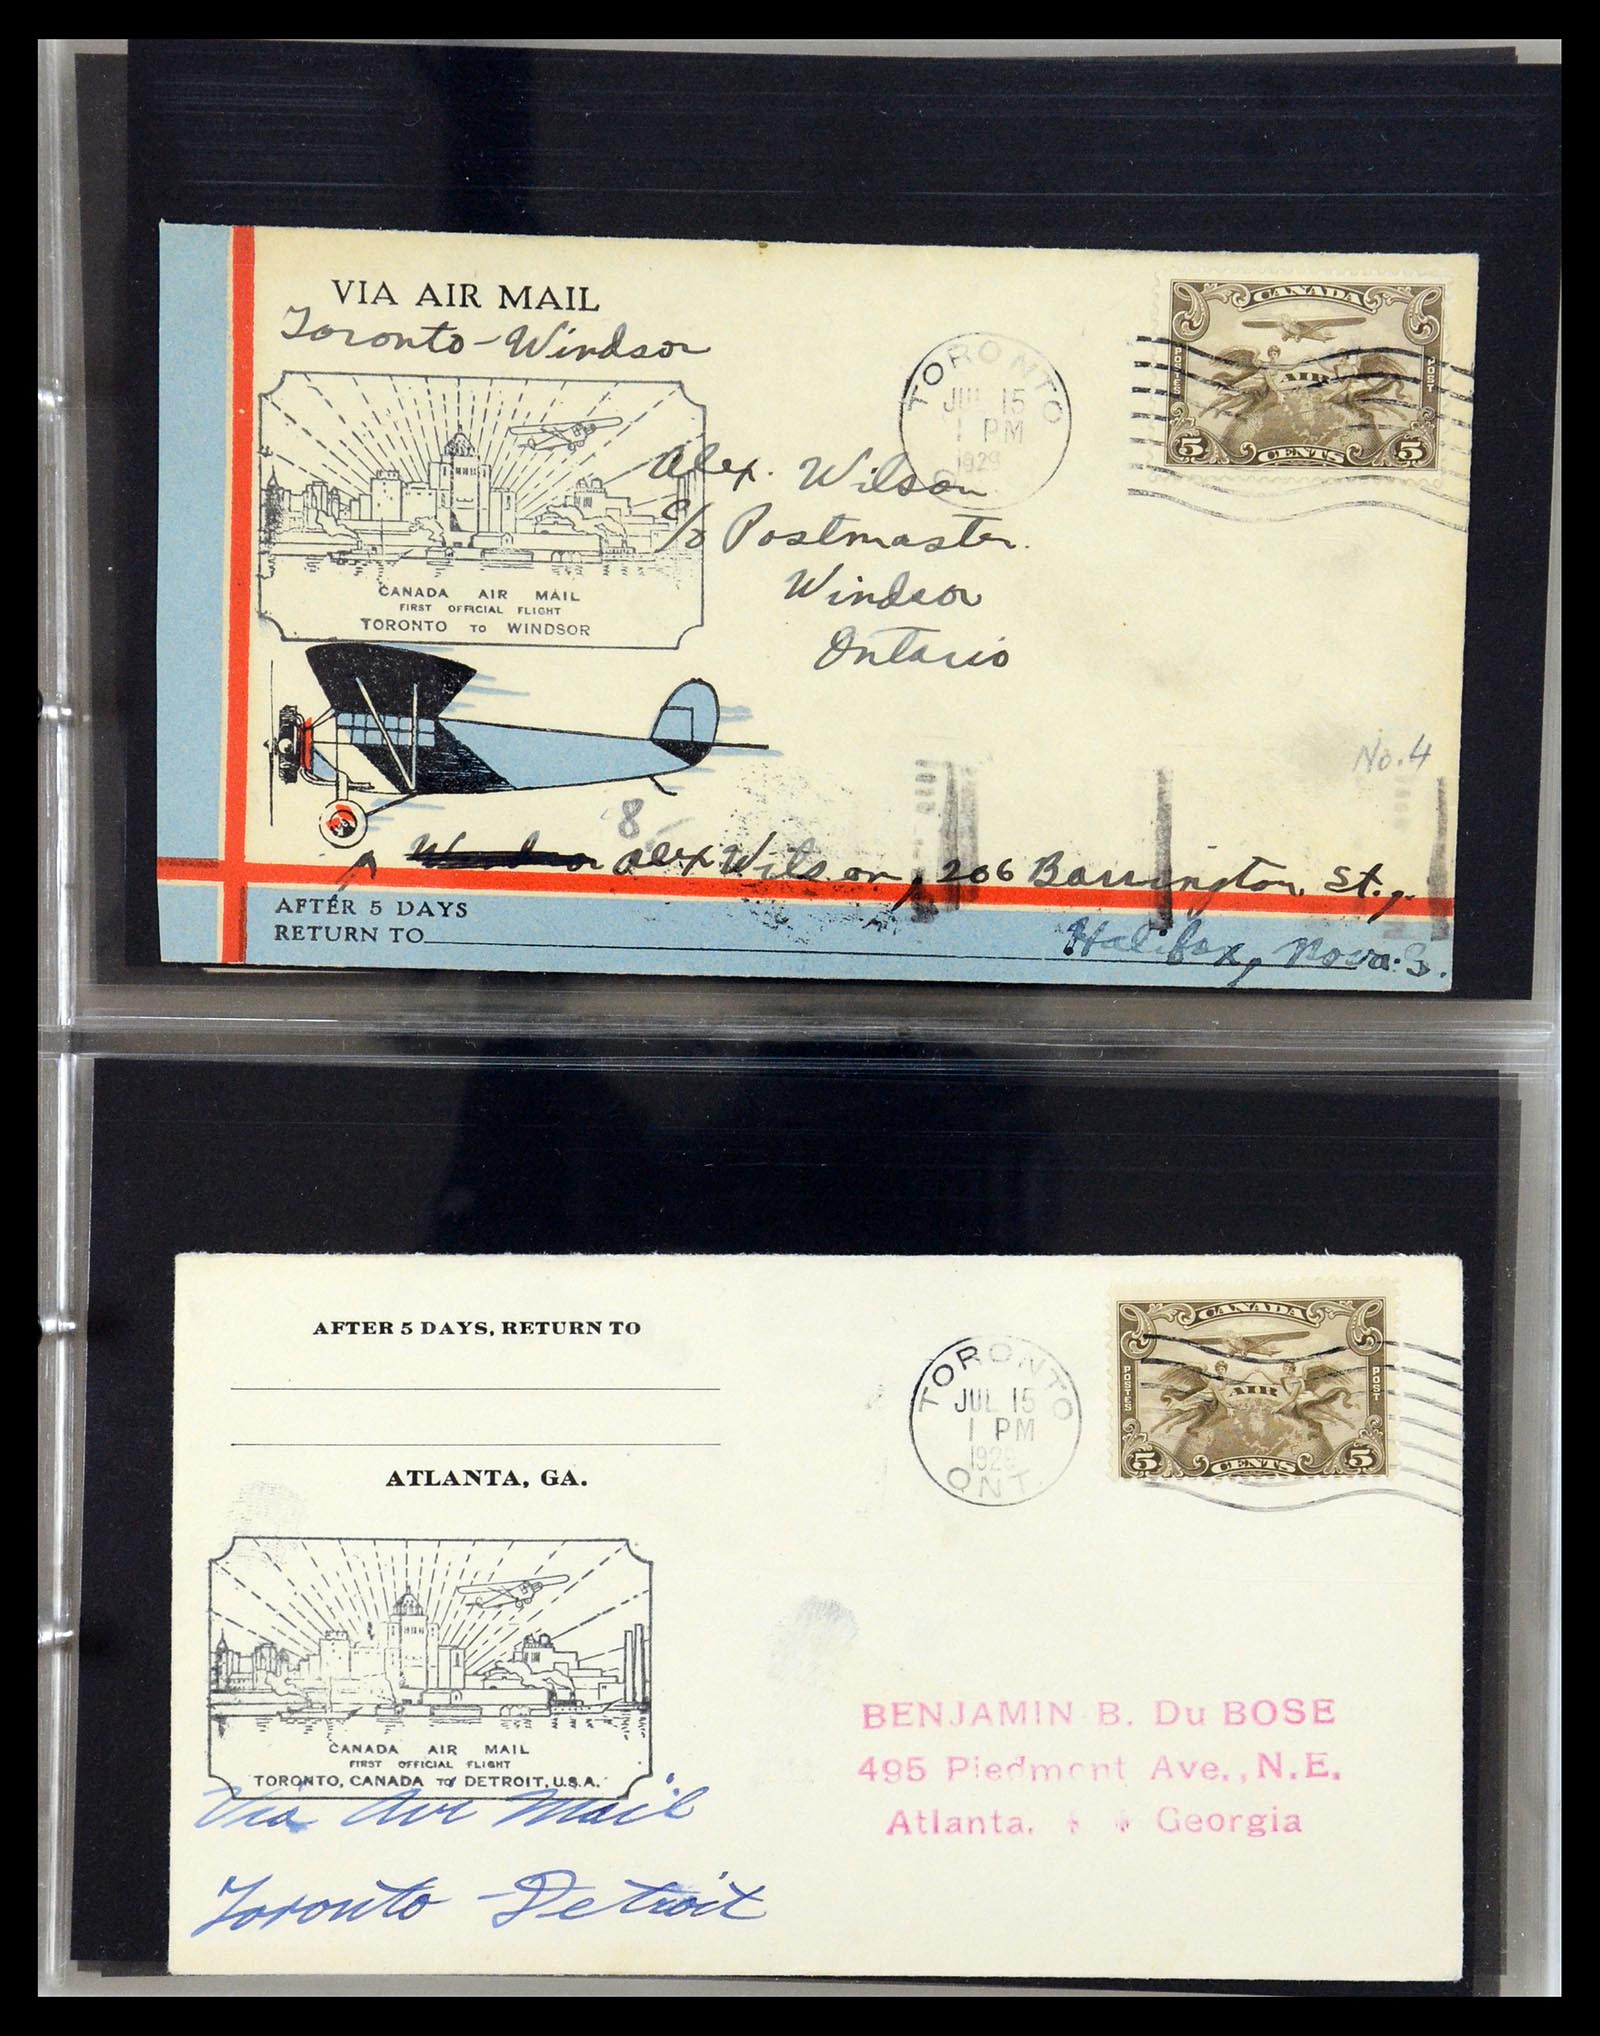 VIA AIR MAIL
Toronto-Windsor
CANADA
POSTES
AIR
POST
5 CENTS 5
TORONTO
JUL 15
1 PM
1929
O
Alex. Wilson
c/o Postmaster.
Windsor
Ontario
CANADA AIR MAIL
FIRST OFFICIAL FLIGHT
TORONTO TO WINDSOR
No.4
8
Windsor Alex Wilson, 206 Barrington, St.,
Halifax, Nova. S.
AFTER 5 DAYS
RETURN TO
AFTER 5 DAYS, RETURN TO
ATLANTA, GA.
CANADA
POSTES
AIR
POST
5 CENTS 5
TORONTO
JUL 15
1 PM
1929
ONT.
CANADA AIR MAIL
FIRST OFFICIAL FLIGHT
TORONTO, CANADA TO DETROIT, U.S.A.
Via Air Mail
Toronto-Detroit
BENJAMIN B. Du BOSE
495 Piedmont Ave., N.E.
Atlanta, Georgia